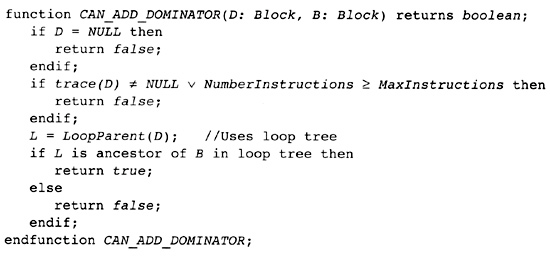 function CAN_ADD_DOMINATOR(D: Block, B: Block) returns boolean;
if D = NULL then
return false;
endif;
if trace(D) ≠ NULL ∨ NumberInstructions ≥ MaxInstructions then
return false;
endif;
L = LoopParent(D); //Uses loop tree
if L is ancestor of B in loop tree then
return true;
else
return false;
endif;
endfunction CAN_ADD_DOMINATOR;